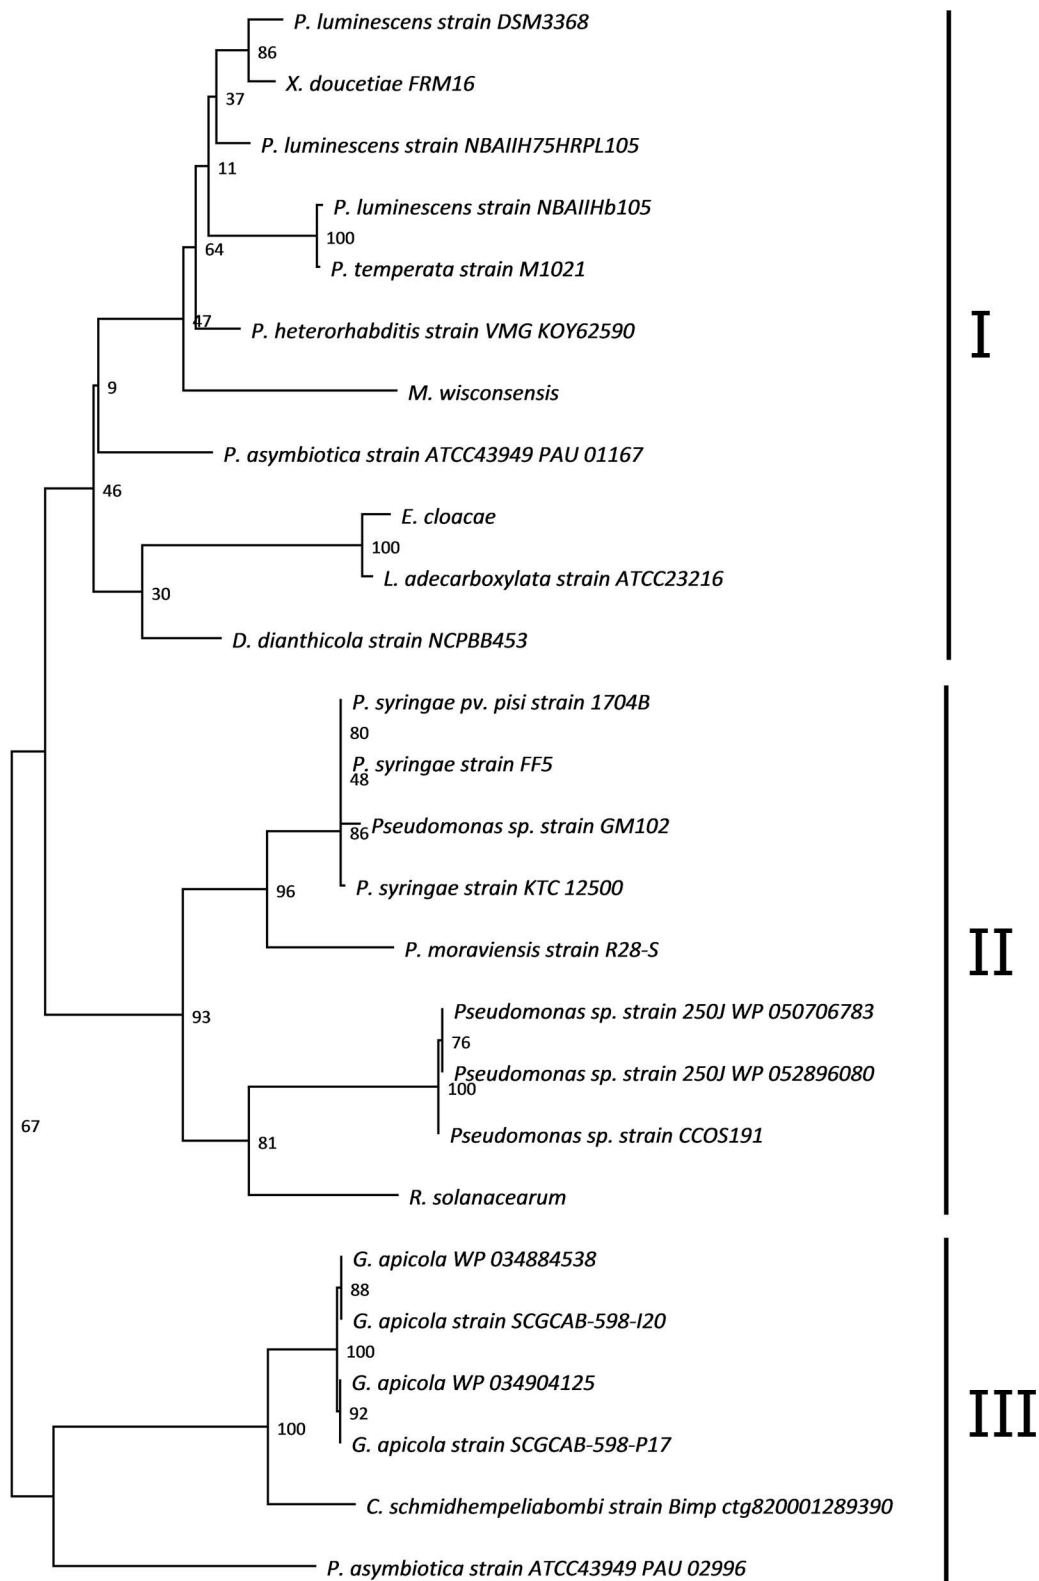 P. luminescens strain DSM3368
86
X. doucetiae FRM16
37
P. luminescens strain NBAIIH75HRPL105
11
P. luminescens strain NBAIIHb105
100
64
P. temperata strain M1021
47
P. heterorhabditis strain VMG KOY62590
I
9
M. wisconsensis
P. asymbiotica strain ATCC43949 PAU 01167
46
E. cloacae
100
L. adecarboxylata strain ATCC23216
30
D. dianthicola strain NCPBB453
P. syringae pv. pisi strain 1704B
80
P. syringae strain FF5
48
Pseudomonas sp. strain GM102
86
P. syringae strain KTC 12500
96
P. moraviensis strain R28-S
II
Pseudomonas sp. strain 250J WP 050706783
93
76
Pseudomonas sp. strain 250J WP 052896080
100
67
Pseudomonas sp. strain CCOS191
81
R. solanacearum
G. apicola WP 034884538
88
G. apicola strain SCGCAB-598-I20
100
G. apicola WP 034904125
92
III
100
G. apicola strain SCGCAB-598-P17
C. schmidhempeliabombi strain Bimp ctg820001289390
P. asymbiotica strain ATCC43949 PAU 02996